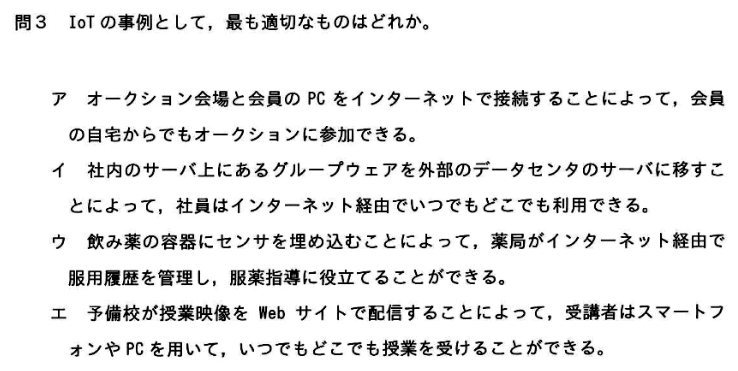 問３　IoTの事例として，最も適切なものはどれか。
ア　オークション会場と会員の PC をインターネットで接続することによって，会員
の自宅からでもオークションに参加できる。
イ　社内のサーバ上にあるグループウェアを外部のデータセンタのサーバに移すこ
とによって，社員はインターネット経由でいつでもどこでも利用できる。
ウ　飲み薬の容器にセンサを埋め込むことによって，薬局がインターネット経由で
服用履歴を管理し，服薬指導に役立てることができる。
エ　予備校が授業映像を Web サイトで配信することによって，受講者はスマートフ
ォンや PC を用いて，いつでもどこでも授業を受けることができる。